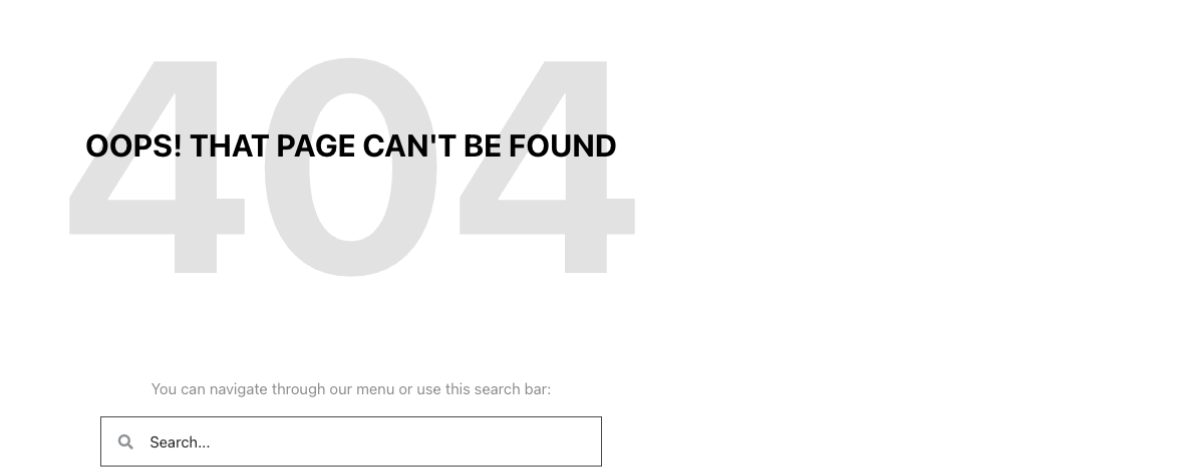 404
OOPS! THAT PAGE CAN'T BE FOUND
You can navigate through our menu or use this search bar:
Search...